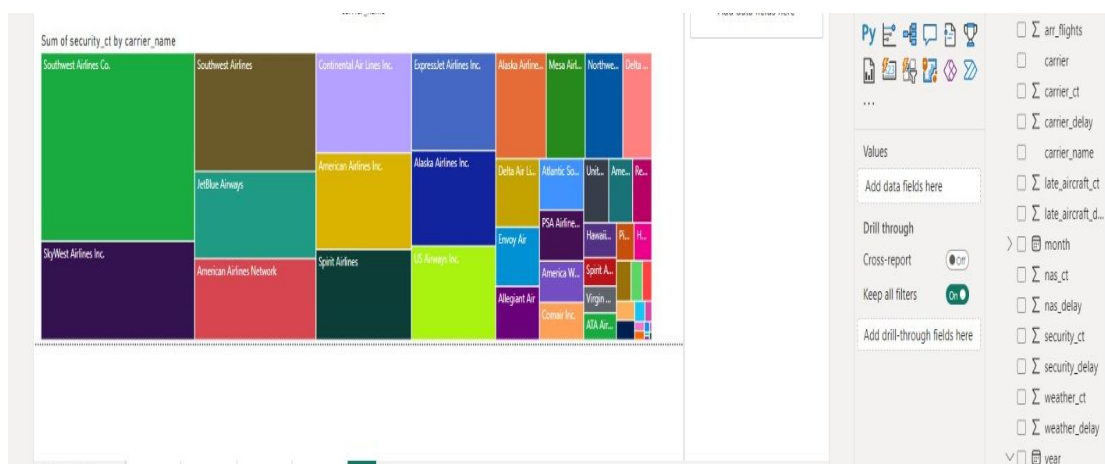 carrier_name
Add data fields here
Sum of security_ct by carrier_name
Southwest Airlines Co.
Southwest Airlines
Continental Air Lines Inc.
ExpressJet Airlines Inc.
Alaska Airline...
Mesa Airl...
Northwe...
Delta ...
American Airlines Inc.
Alaska Airlines Inc.
Delta Air Li...
Atlantic So...
Unit...
Ame...
Re...
JetBlue Airways
PSA Airline...
Envoy Air
Hawaii...
Pi...
H...
SkyWest Airlines Inc.
American Airlines Network
Spirit Airlines
US Airways Inc.
America W...
Spirit A...
Allegiant Air
Virgin ...
Comair Inc.
ATA Air...
Py
...
Values
Add data fields here
Drill through
Cross-report
Off
Keep all filters
On
Add drill-through fields here
∑ arr_flights
carrier
∑ carrier_ct
∑ carrier_delay
carrier_name
∑ late_aircraft_ct
∑ late_aircraft_d...
month
∑ nas_ct
∑ nas_delay
∑ security_ct
∑ security_delay
∑ weather_ct
∑ weather_delay
year